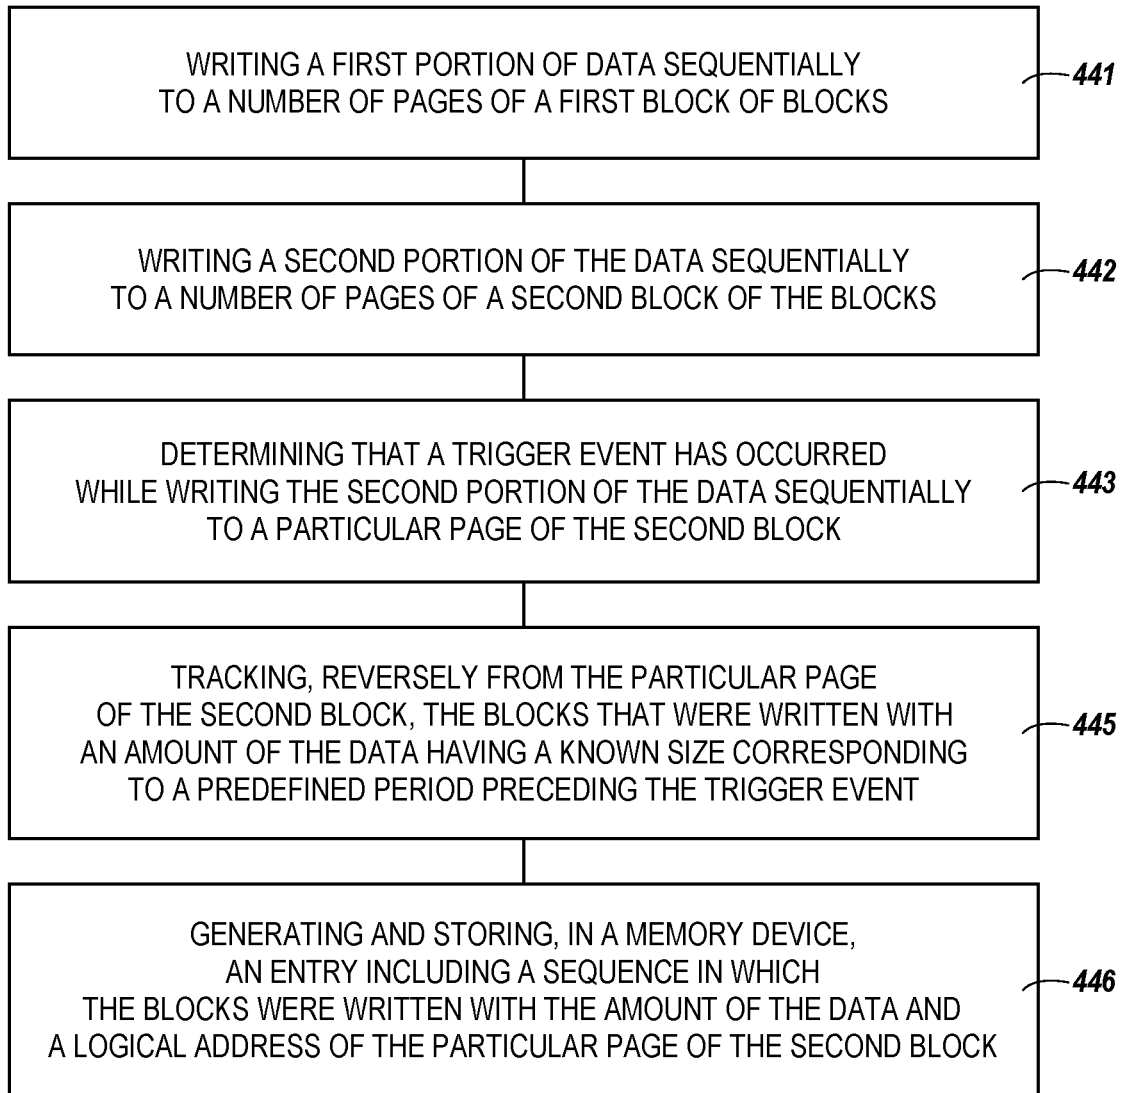 WRITING A FIRST PORTION OF DATA SEQUENTIALLY
TO A NUMBER OF PAGES OF A FIRST BLOCK OF BLOCKS
441
WRITING A SECOND PORTION OF THE DATA SEQUENTIALLY
TO A NUMBER OF PAGES OF A SECOND BLOCK OF THE BLOCKS
442
DETERMINING THAT A TRIGGER EVENT HAS OCCURRED
WHILE WRITING THE SECOND PORTION OF THE DATA SEQUENTIALLY
TO A PARTICULAR PAGE OF THE SECOND BLOCK
443
TRACKING, REVERSELY FROM THE PARTICULAR PAGE
OF THE SECOND BLOCK, THE BLOCKS THAT WERE WRITTEN WITH
AN AMOUNT OF THE DATA HAVING A KNOWN SIZE CORRESPONDING
TO A PREDEFINED PERIOD PRECEDING THE TRIGGER EVENT
445
GENERATING AND STORING, IN A MEMORY DEVICE,
AN ENTRY INCLUDING A SEQUENCE IN WHICH
THE BLOCKS WERE WRITTEN WITH THE AMOUNT OF THE DATA AND
A LOGICAL ADDRESS OF THE PARTICULAR PAGE OF THE SECOND BLOCK
446